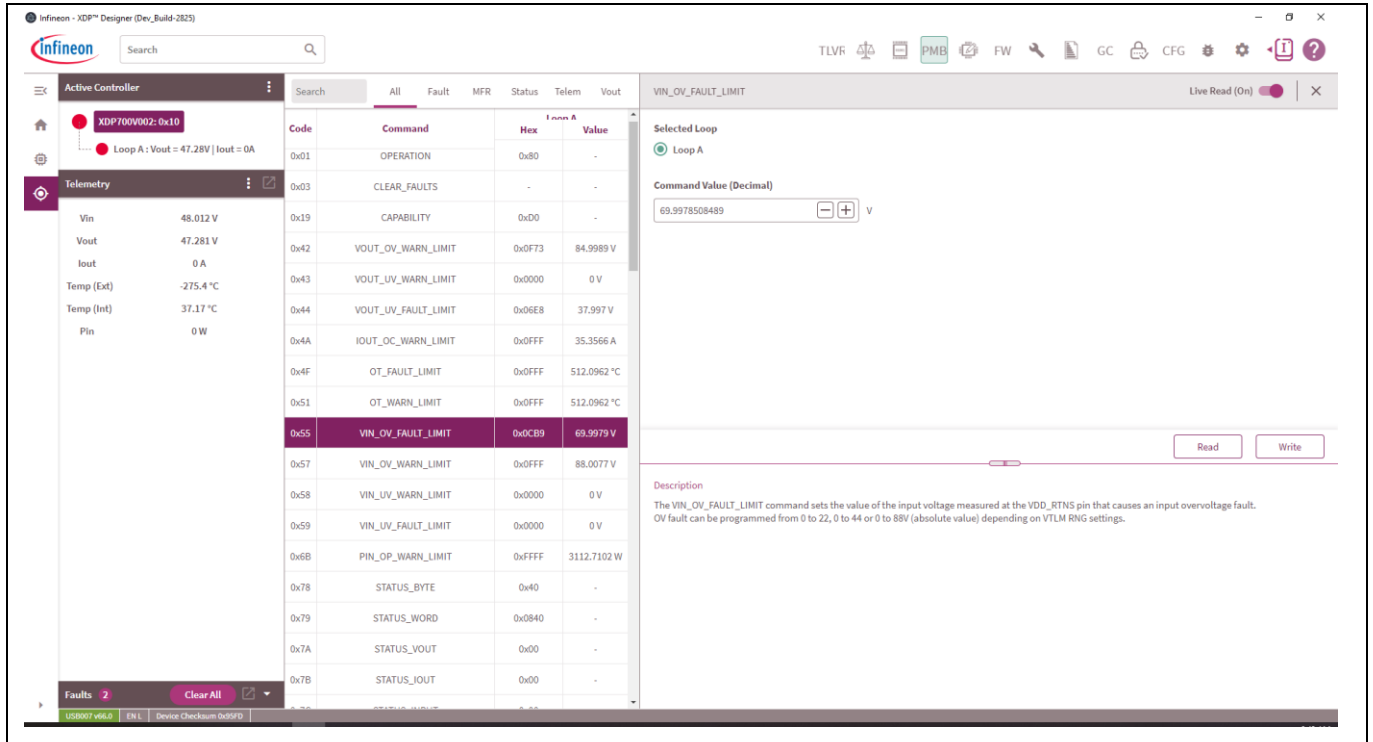 Infineon - XDP™ Designer (Dev_Build-2825)
infineon
Search
TLVR
PMB
FW
GC
CFG
Active Controller
XDP700V002: 0x10
Loop A : Vout = 47.28V | Iout = 0A
Telemetry
Vin 48.012 V
Vout 47.281 V
Iout 0 A
Temp (Ext) -275.4 °C
Temp (Int) 37.17 °C
Pin 0 W
Faults 2 Clear All
USB007 v66.0 EN L Device Checksum 0x95FD
Search All Fault MFR Status Telem Vout
Loop A
Code Command Hex Value
0x01 OPERATION 0x80 -
0x03 CLEAR_FAULTS - -
0x19 CAPABILITY 0xD0 -
0x42 VOUT_OV_WARN_LIMIT 0x0F73 84.9989 V
0x43 VOUT_UV_WARN_LIMIT 0x0000 0 V
0x44 VOUT_UV_FAULT_LIMIT 0x06E8 37.997 V
0x4A IOUT_OC_WARN_LIMIT 0x0FFF 35.3566 A
0x4F OT_FAULT_LIMIT 0x0FFF 512.0962 °C
0x51 OT_WARN_LIMIT 0x0FFF 512.0962 °C
0x55 VIN_OV_FAULT_LIMIT 0x0CB9 69.9979 V
0x57 VIN_OV_WARN_LIMIT 0x0FFF 88.0077 V
0x58 VIN_UV_WARN_LIMIT 0x0000 0 V
0x59 VIN_UV_FAULT_LIMIT 0x0000 0 V
0x6B PIN_OP_WARN_LIMIT 0xFFFF 3112.7102 W
0x78 STATUS_BYTE 0x40 -
0x79 STATUS_WORD 0x0840 -
0x7A STATUS_VOUT 0x00 -
0x7B STATUS_IOUT 0x00 -
VIN_OV_FAULT_LIMIT Live Read (On)
Selected Loop
Loop A
Command Value (Decimal)
69.9978508489 V
Read Write
Description
The VIN_OV_FAULT_LIMIT command sets the value of the input voltage measured at the VDD_RTNS pin that causes an input overvoltage fault.
OV fault can be programmed from 0 to 22, 0 to 44 or 0 to 88V (absolute value) depending on VTLM RNG settings.